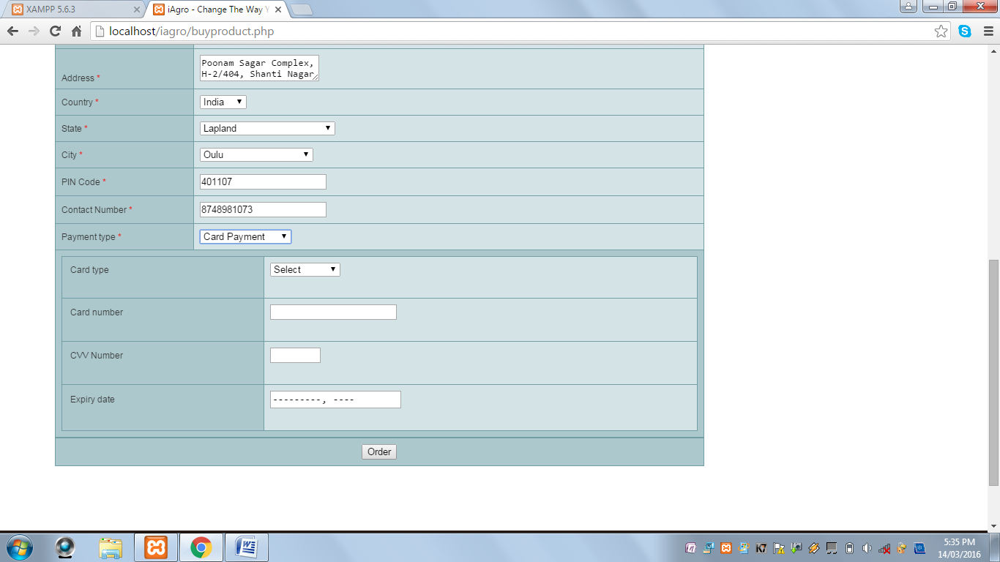 XAMPP 5.6.3
iAgro - Change The Way Y
localhost/iagro/buyproduct.php
Address *
Poonam Sagar Complex,
H-2/404, Shanti Nagar
Country *
India
State *
Lapland
City *
Oulu
PIN Code *
401107
Contact Number *
8748981073
Payment type *
Card Payment
Card type
Select
Card number
CVV Number
Expiry date
---------, ----
Order
5:35 PM
14/03/2016